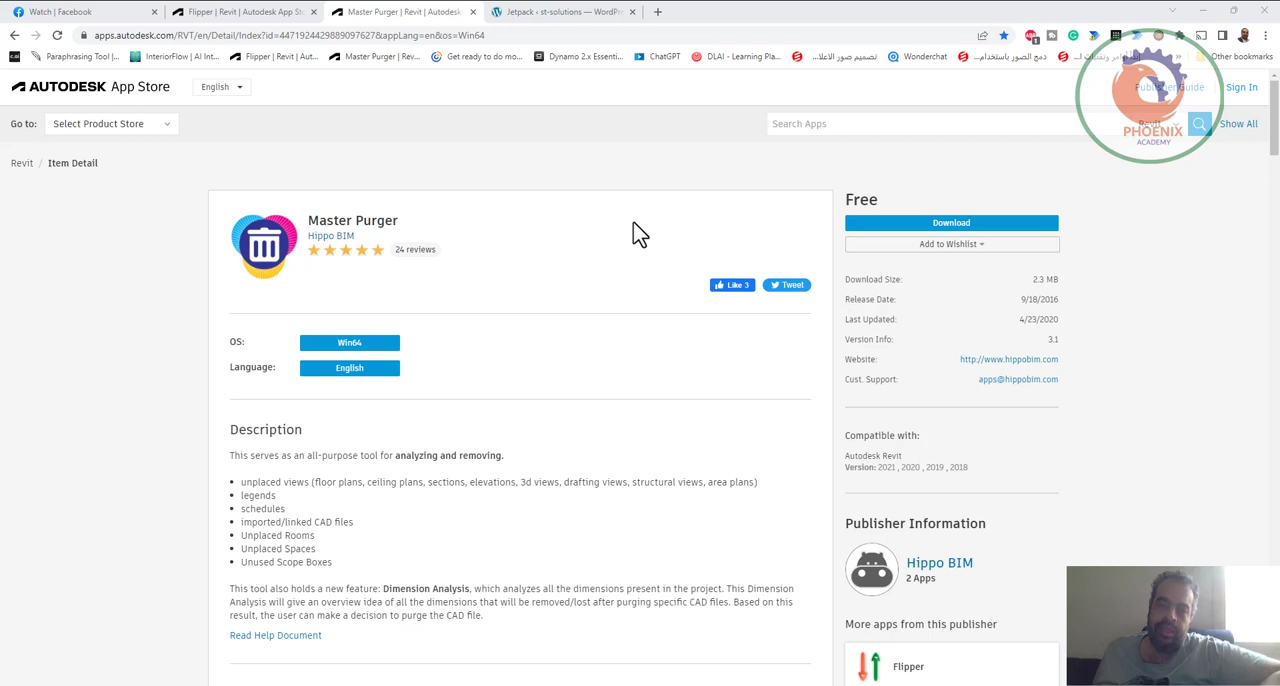 Watch | Facebook
Flipper | Revit | Autodesk App Sto
Master Purger | Revit | Autodesk
Jetpack ‹ st-solutions — WordPr
apps.autodesk.com/RVT/en/Detail/Index?id=4471924429889097627&appLang=en&os=Win64
Paraphrasing Tool |...
InteriorFlow | AI - G...
Flipper | Revit | Aut...
Master Purger | Rev...
Get ready to do mo...
Dynamo 2.x Essenti...
ChatGPT
DLAI - Learning Pla...
تصميم صور الاعلا...
Wonderchat
دمج الصور باستخدام...
Other bookmarks
AUTODESK App Store
English
Publisher Guide
Sign In
Go to:
Select Product Store
Search Apps
Revit
Show All
PHOENIX
ACADEMY
Revit / Item Detail
Master Purger
Hippo BIM
24 reviews
Like 3
Tweet
OS:
Win64
Language:
English
Description
This serves as an all-purpose tool for analyzing and removing.
• unplaced views (floor plans, ceiling plans, sections, elevations, 3d views, drafting views, structural views, area plans)
• legends
• schedules
• imported/linked CAD files
• Unplaced Rooms
• Unplaced Spaces
• Unused Scope Boxes
This tool also holds a new feature: Dimension Analysis, which analyzes all the dimensions present in the project. This Dimension
Analysis will give an overview idea of all the dimensions that will be removed/lost after purging specific CAD files. Based on this
result, the user can make a decision to purge the CAD file.
Read Help Document
Free
Download
Add to Wishlist
Download Size: 2.3 MB
Release Date: 9/18/2016
Last Updated: 4/23/2020
Version Info: 3.1
Website: http://www.hippobim.com
Cust. Support: apps@hippobim.com
Compatible with:
Autodesk Revit
Version: 2021 , 2020 , 2019 , 2018
Publisher Information
Hippo BIM
2 Apps
More apps from this publisher
Flipper